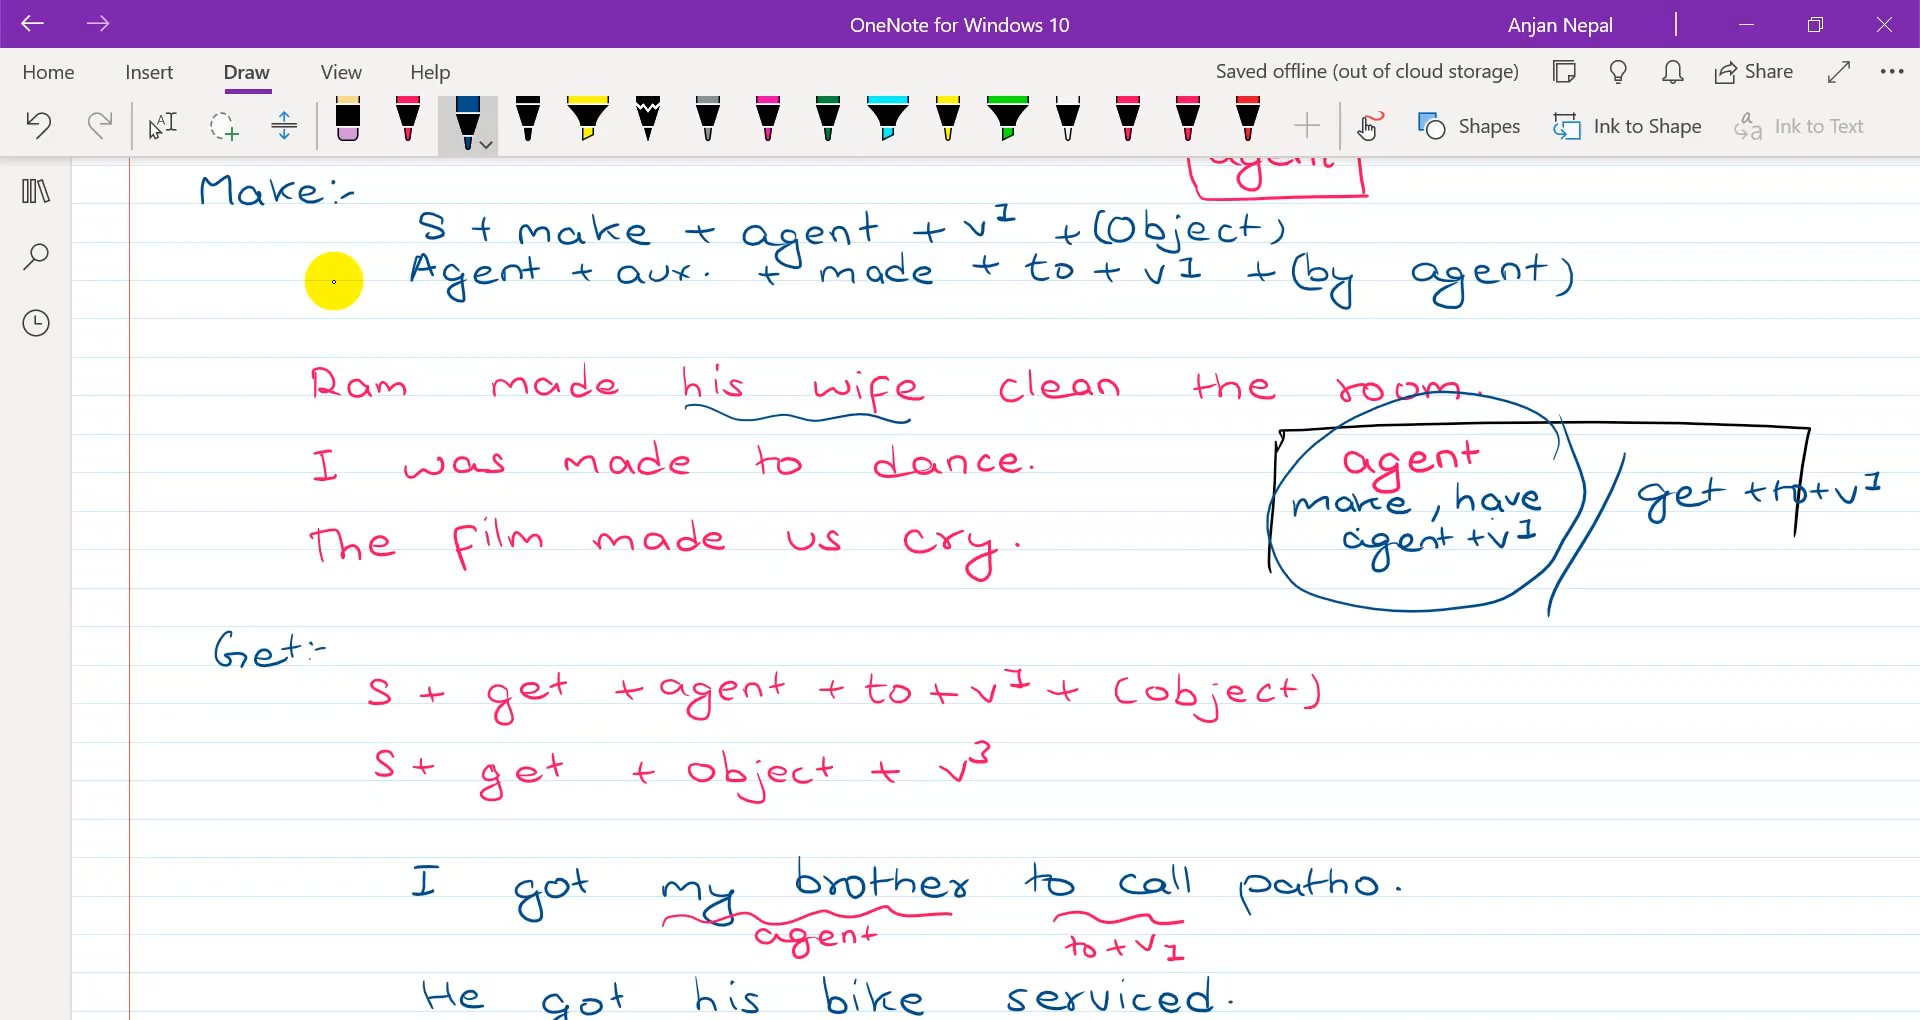 OneNote for Windows 10
Anjan Nepal
Home Insert Draw View Help
Saved offline (out of cloud storage)
Share
Shapes
Ink to Shape
Ink to Text
agent
Make:-
S + make + agent + V1 + (Object)
Agent + aux. + made + to + V1 + (by agent)
Ram made his wife clean the room.
I was made to dance.
The film made us cry.
agent
make, have
agent + V1
get + to + V1
Get:-
S + get + agent + to + V1 + (object)
S + get + object + V3
I got my brother to call patho.
agent
to + V1
He got his bike serviced.